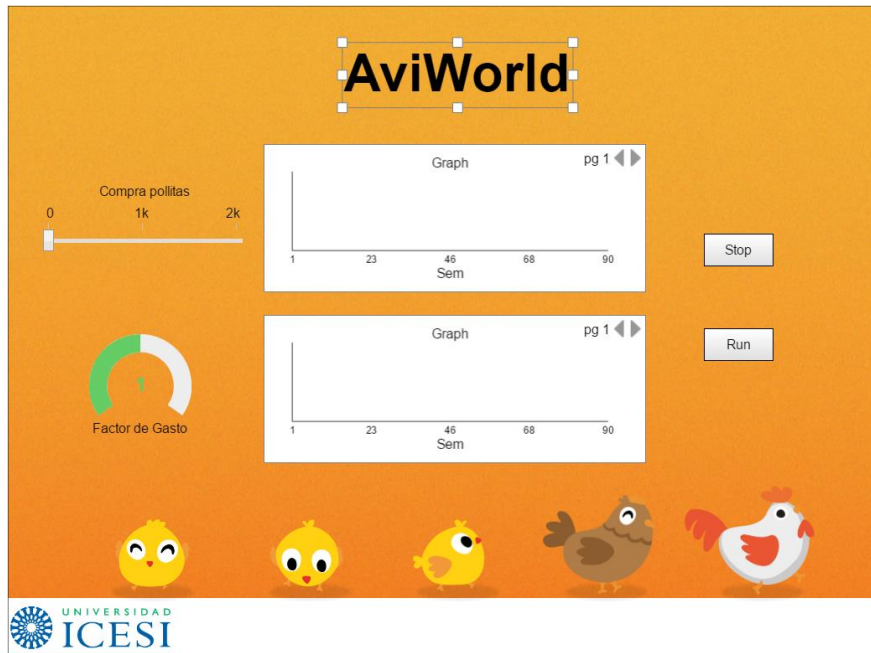 AviWorld
Graph
pg 1
Compra pollitas
0 1k 2k
1 23 46 68 90
Sem
Stop
Graph
pg 1
Run
1
Factor de Gasto
1 23 46 68 90
Sem
UNIVERSIDAD
ICESI